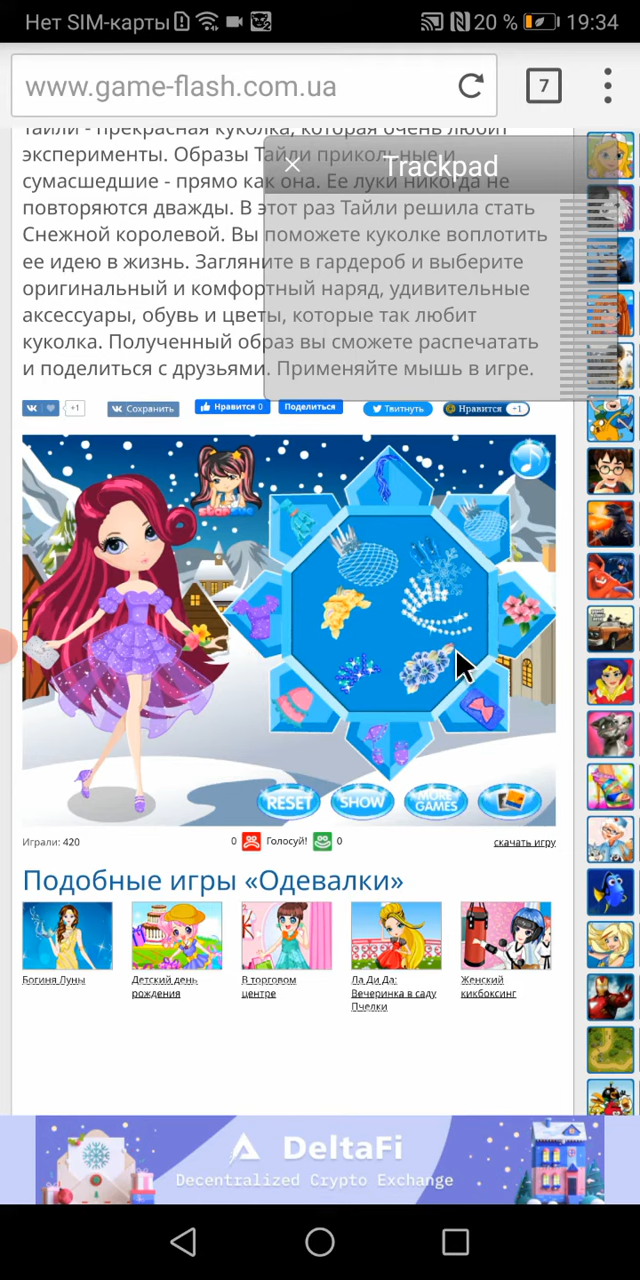 Нет SIM-карты
20 %
19:34
www.game-flash.com.ua
7
Тайли - прекрасная куколка, которая очень любит
эксперименты. Образы Тайли прикольные и
Trackpad
сумасшедшие - прямо как она. Ее луки никогда не
повторяются дважды. В этот раз Тайли решила стать
Снежной королевой. Вы поможете куколке воплотить
ее идею в жизнь. Загляните в гардероб и выберите
оригинальный и комфортный наряд, удивительные
аксессуары, обувь и цветы, которые так любит
куколка. Полученный образ вы сможете распечатать
и поделиться с друзьями. Применяйте мышь в игре.
+1
Сохранить
Нравится 0
Поделиться
Твитнуть
Нравится
+1
RESET
SHOW
MORE
GAMES
Играли: 420
0
Голосуй!
0
скачать игру
Подобные игры «Одевалки»
Богиня Луны
Детский день
рождения
В торговом
центре
Ла Ди Да:
Вечеринка в саду
Пчелки
Женский
кикбоксинг
DeltaFi
Decentralized Crypto Exchange